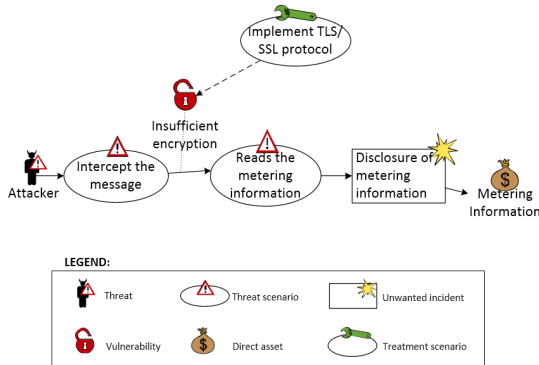 Implement TLS/
SSL protocol
Insufficient
encryption
Attacker
Intercept the
message
Reads the
metering
information
Disclosure of
metering
information
Metering
Information
$
LEGEND:
Threat
Threat scenario
Unwanted incident
Vulnerability
$
Direct asset
Treatment scenario